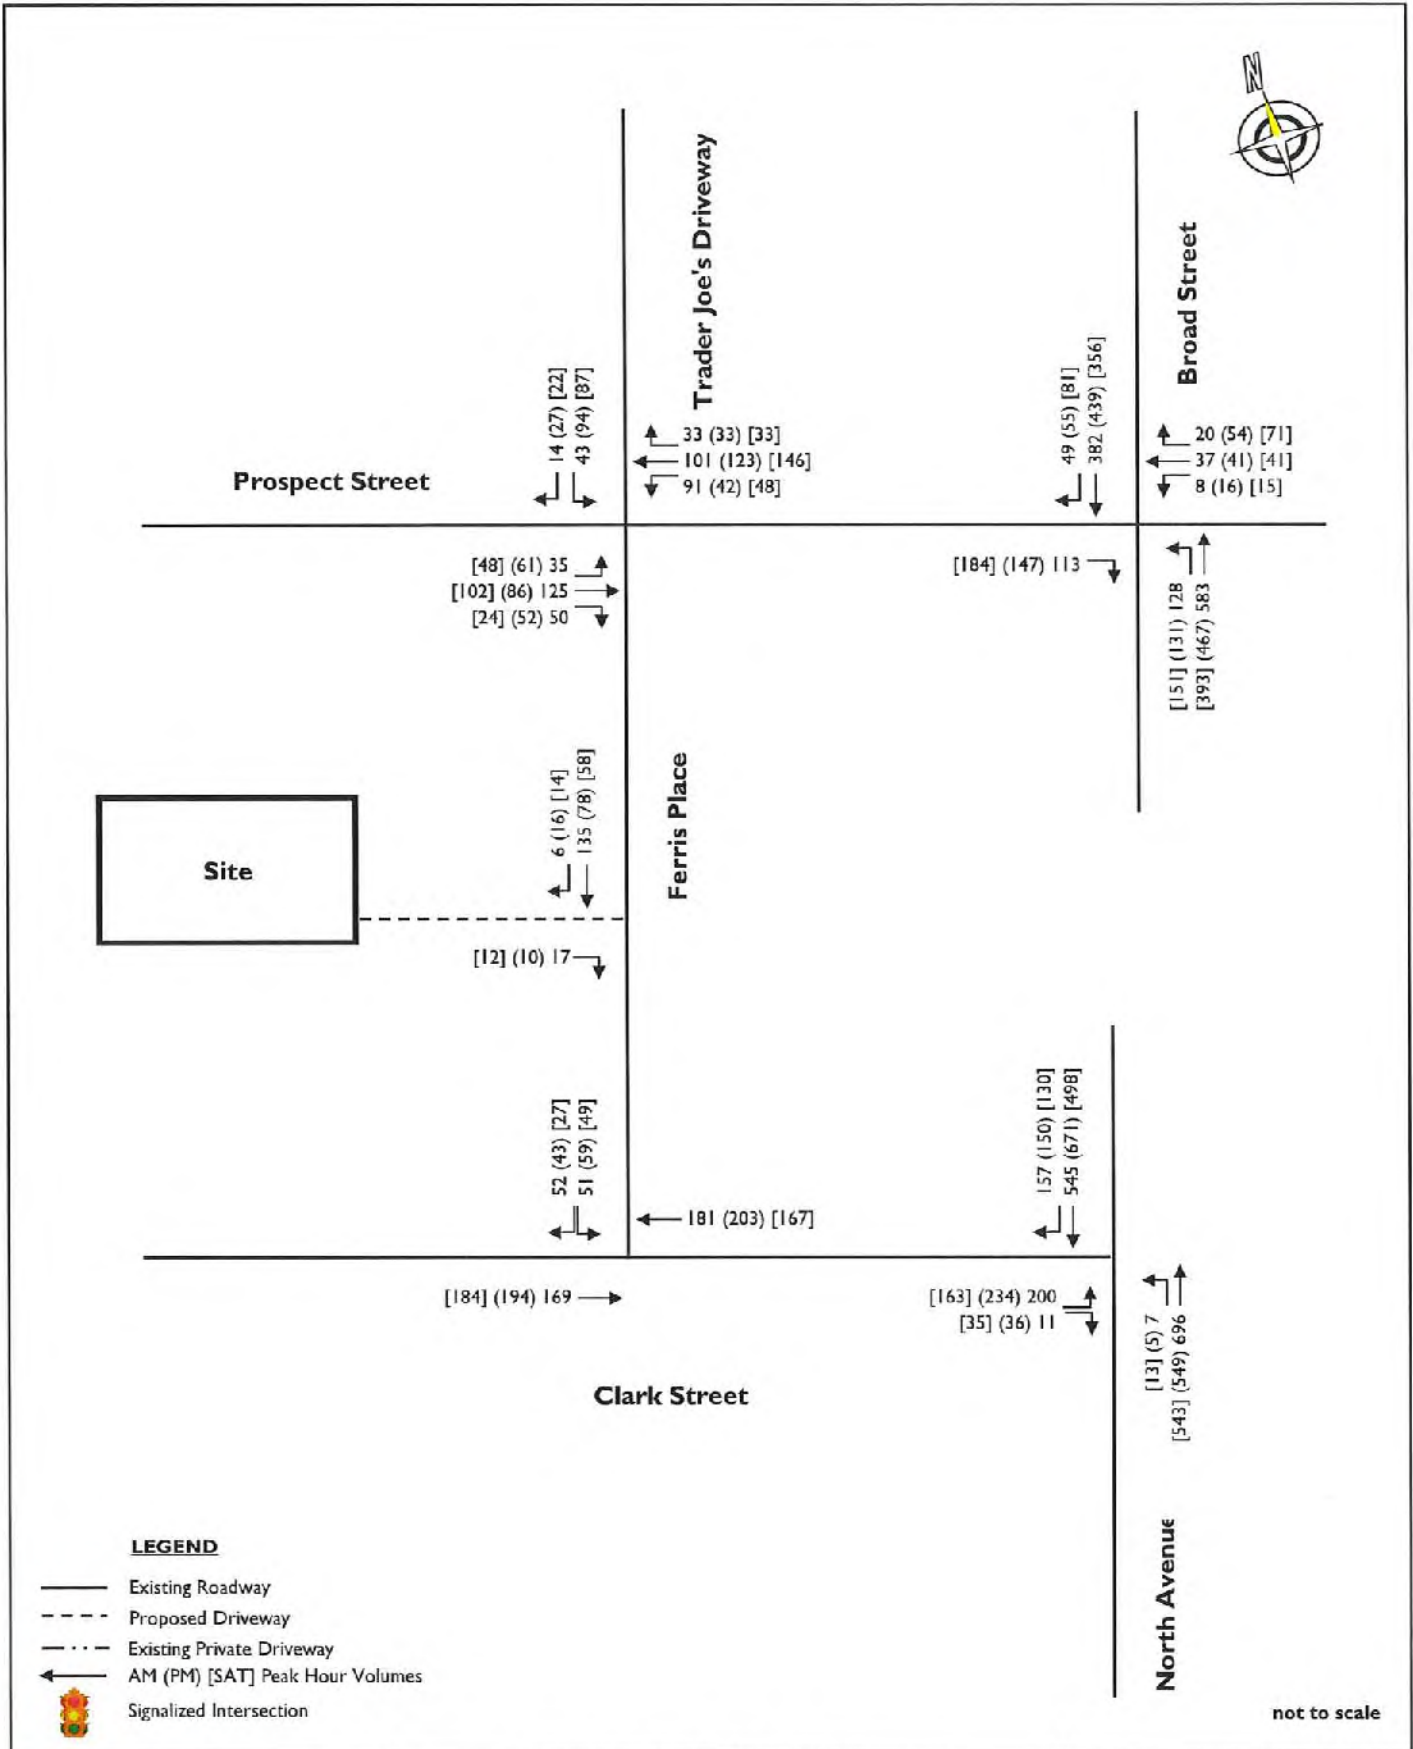 N
Trader Joe's Driveway
Broad Street
14 (27) [22]
43 (94) [87]
49 (55) [81]
382 (439) [356]
33 (33) [33]
101 (123) [146]
91 (42) [48]
20 (54) [71]
37 (41) [41]
8 (16) [15]
Prospect Street
[48] (61) 35
[102] (86) 125
[24] (52) 50
[184] (147) 113
[151] (131) 128
[393] (467) 583
Ferris Place
6 (16) [14]
135 (78) [58]
Site
[12] (10) 17
52 (43) [27]
51 (59) [49]
157 (150) [130]
545 (671) [498]
181 (203) [167]
[184] (194) 169
[163] (234) 200
[35] (36) 11
[13] (5) 7
[543] (549) 696
Clark Street
North Avenue
LEGEND
Existing Roadway
Proposed Driveway
Existing Private Driveway
AM (PM) [SAT] Peak Hour Volumes
Signalized Intersection
not to scale